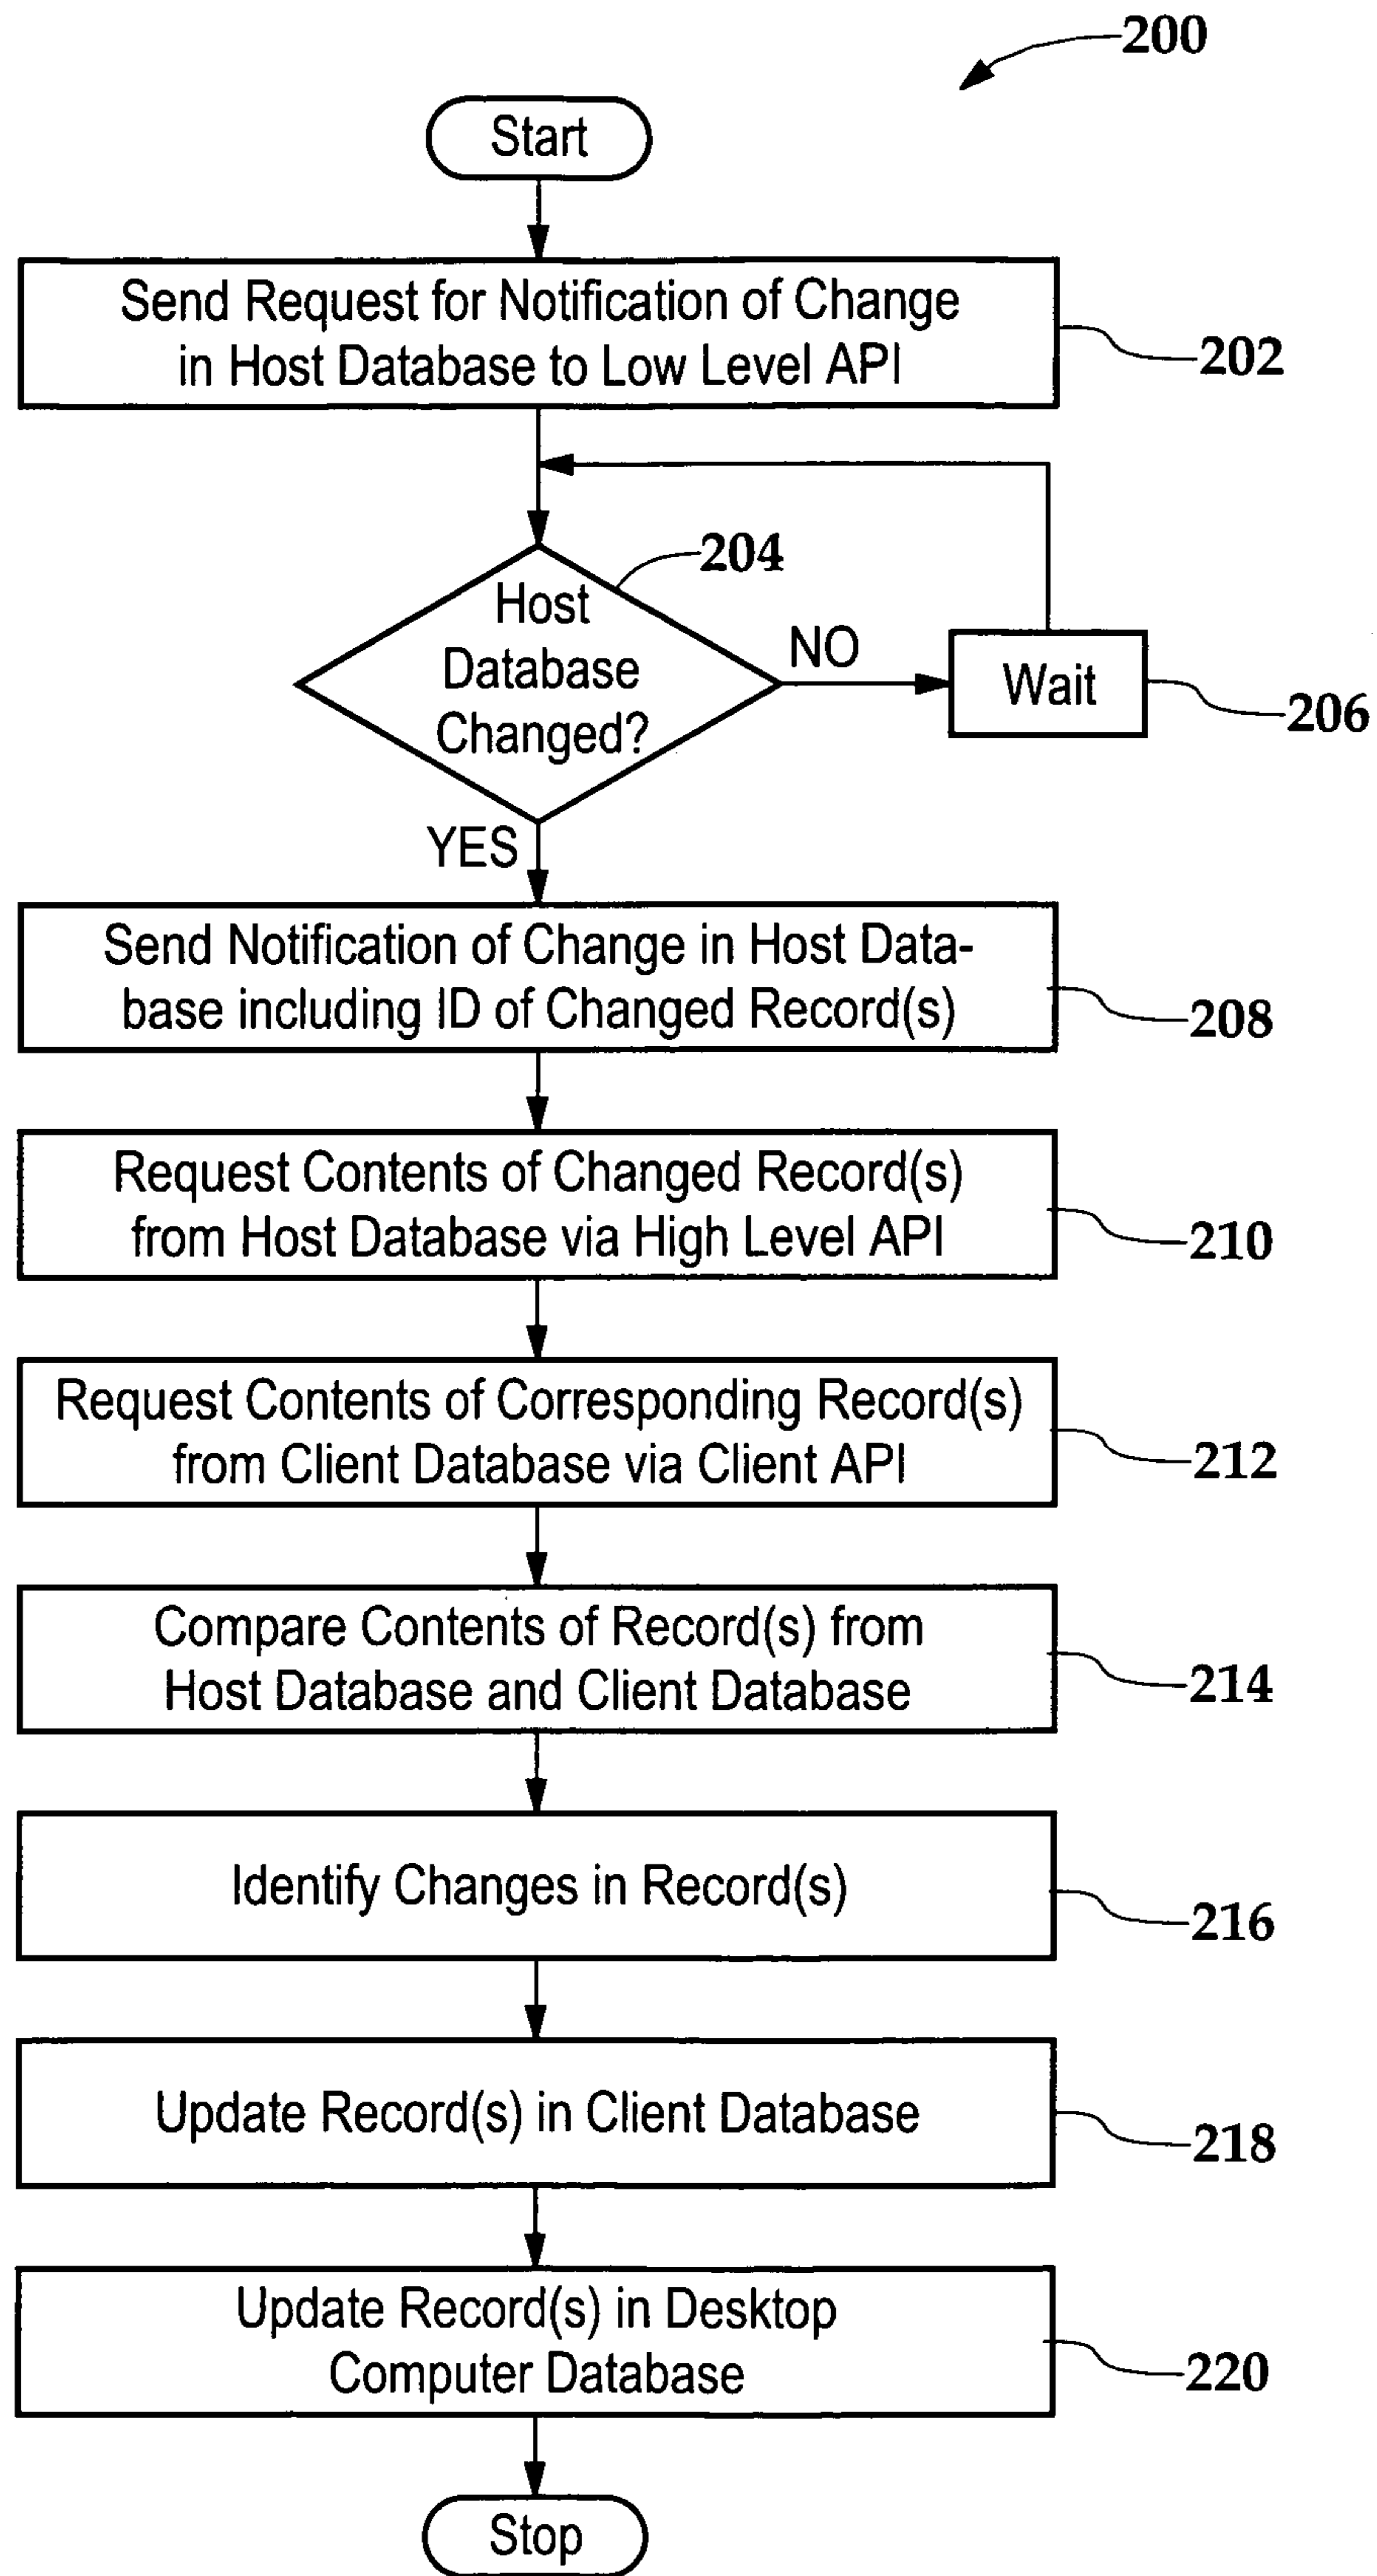 200
Start
Send Request for Notification of Change
in Host Database to Low Level API
202
204
Host
Database
Changed?
NO
Wait
206
YES
Send Notification of Change in Host Data-
base including ID of Changed Record(s)
208
Request Contents of Changed Record(s)
from Host Database via High Level API
210
Request Contents of Corresponding Record(s)
from Client Database via Client API
212
Compare Contents of Record(s) from
Host Database and Client Database
214
Identify Changes in Record(s)
216
Update Record(s) in Client Database
218
Update Record(s) in Desktop
Computer Database
220
Stop